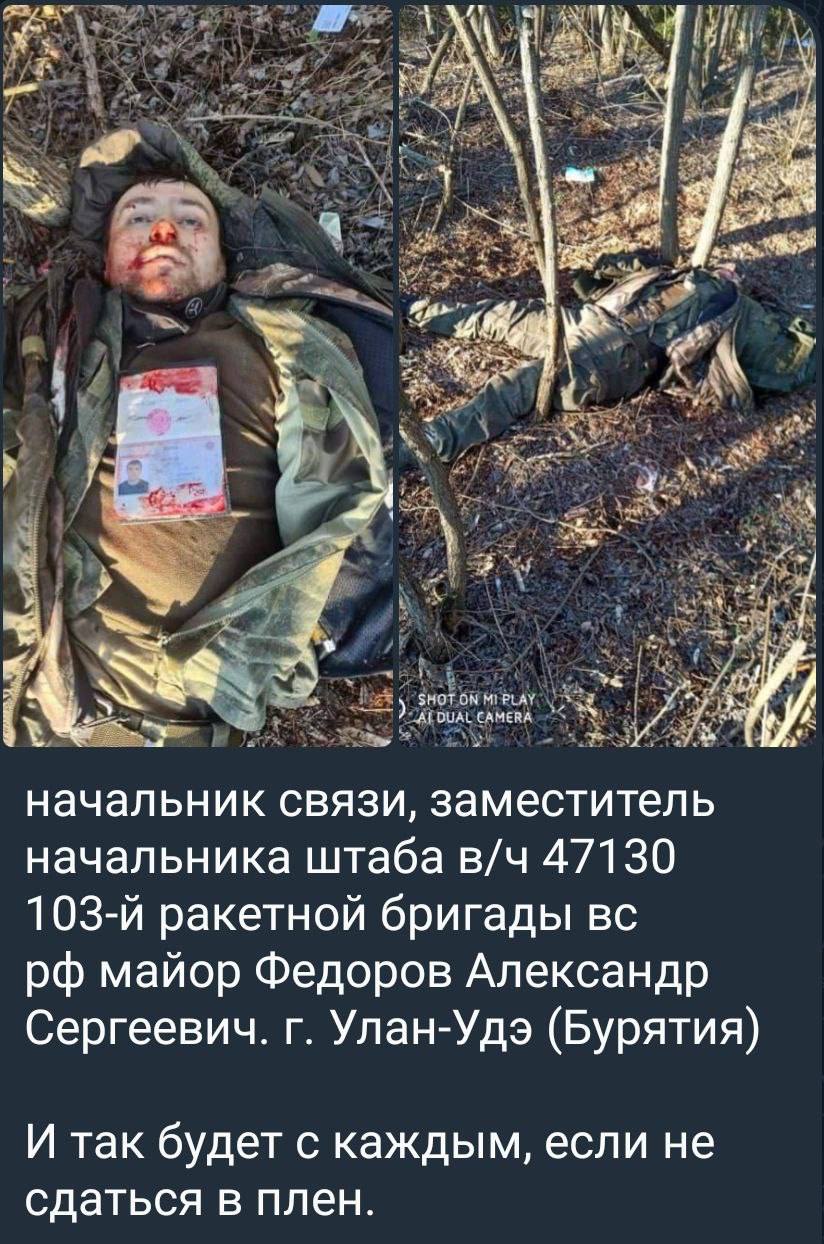 SHOT ON MI PLAY
AI DUAL CAMERA
начальник связи, заместитель
начальника штаба в/ч 47130
103-й ракетной бригады вс
рф майор Федоров Александр
Сергеевич. г. Улан-Удэ (Бурятия)
И так будет с каждым, если не
сдаться в плен.